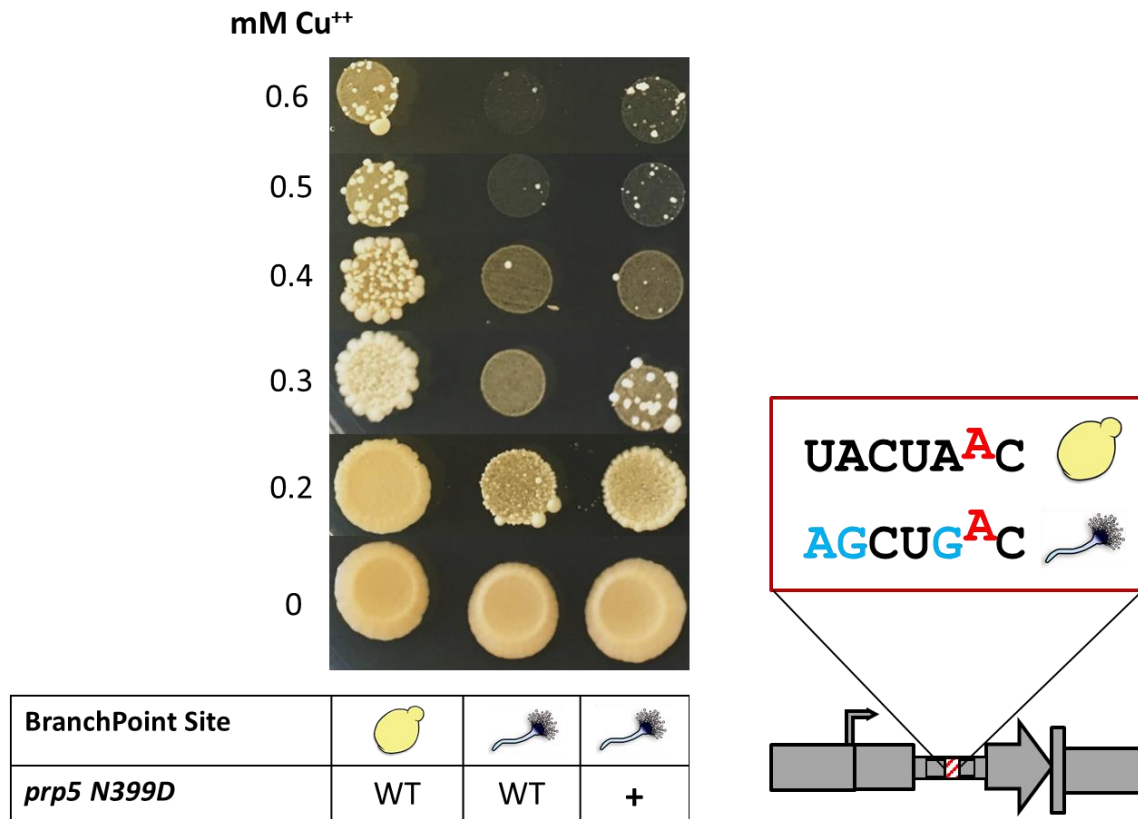 mM Cu⁺⁺
0.6
0.5
0.4
0.3
0.2
0
UACUAAC
AGCUGAC
BranchPoint Site
prp5 N399D WT WT +